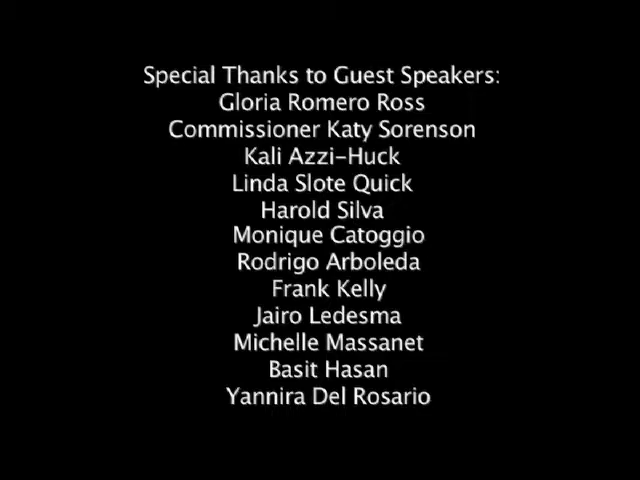 Special Thanks to Guest Speakers:
Gloria Romero Ross
Commissioner Katy Sorenson
Kali Azzi-Huck
Linda Slote Quick
Harold Silva
Monique Catoggio
Rodrigo Arboleda
Frank Kelly
Jairo Ledesma
Michelle Massanet
Basit Hasan
Yannira Del Rosario